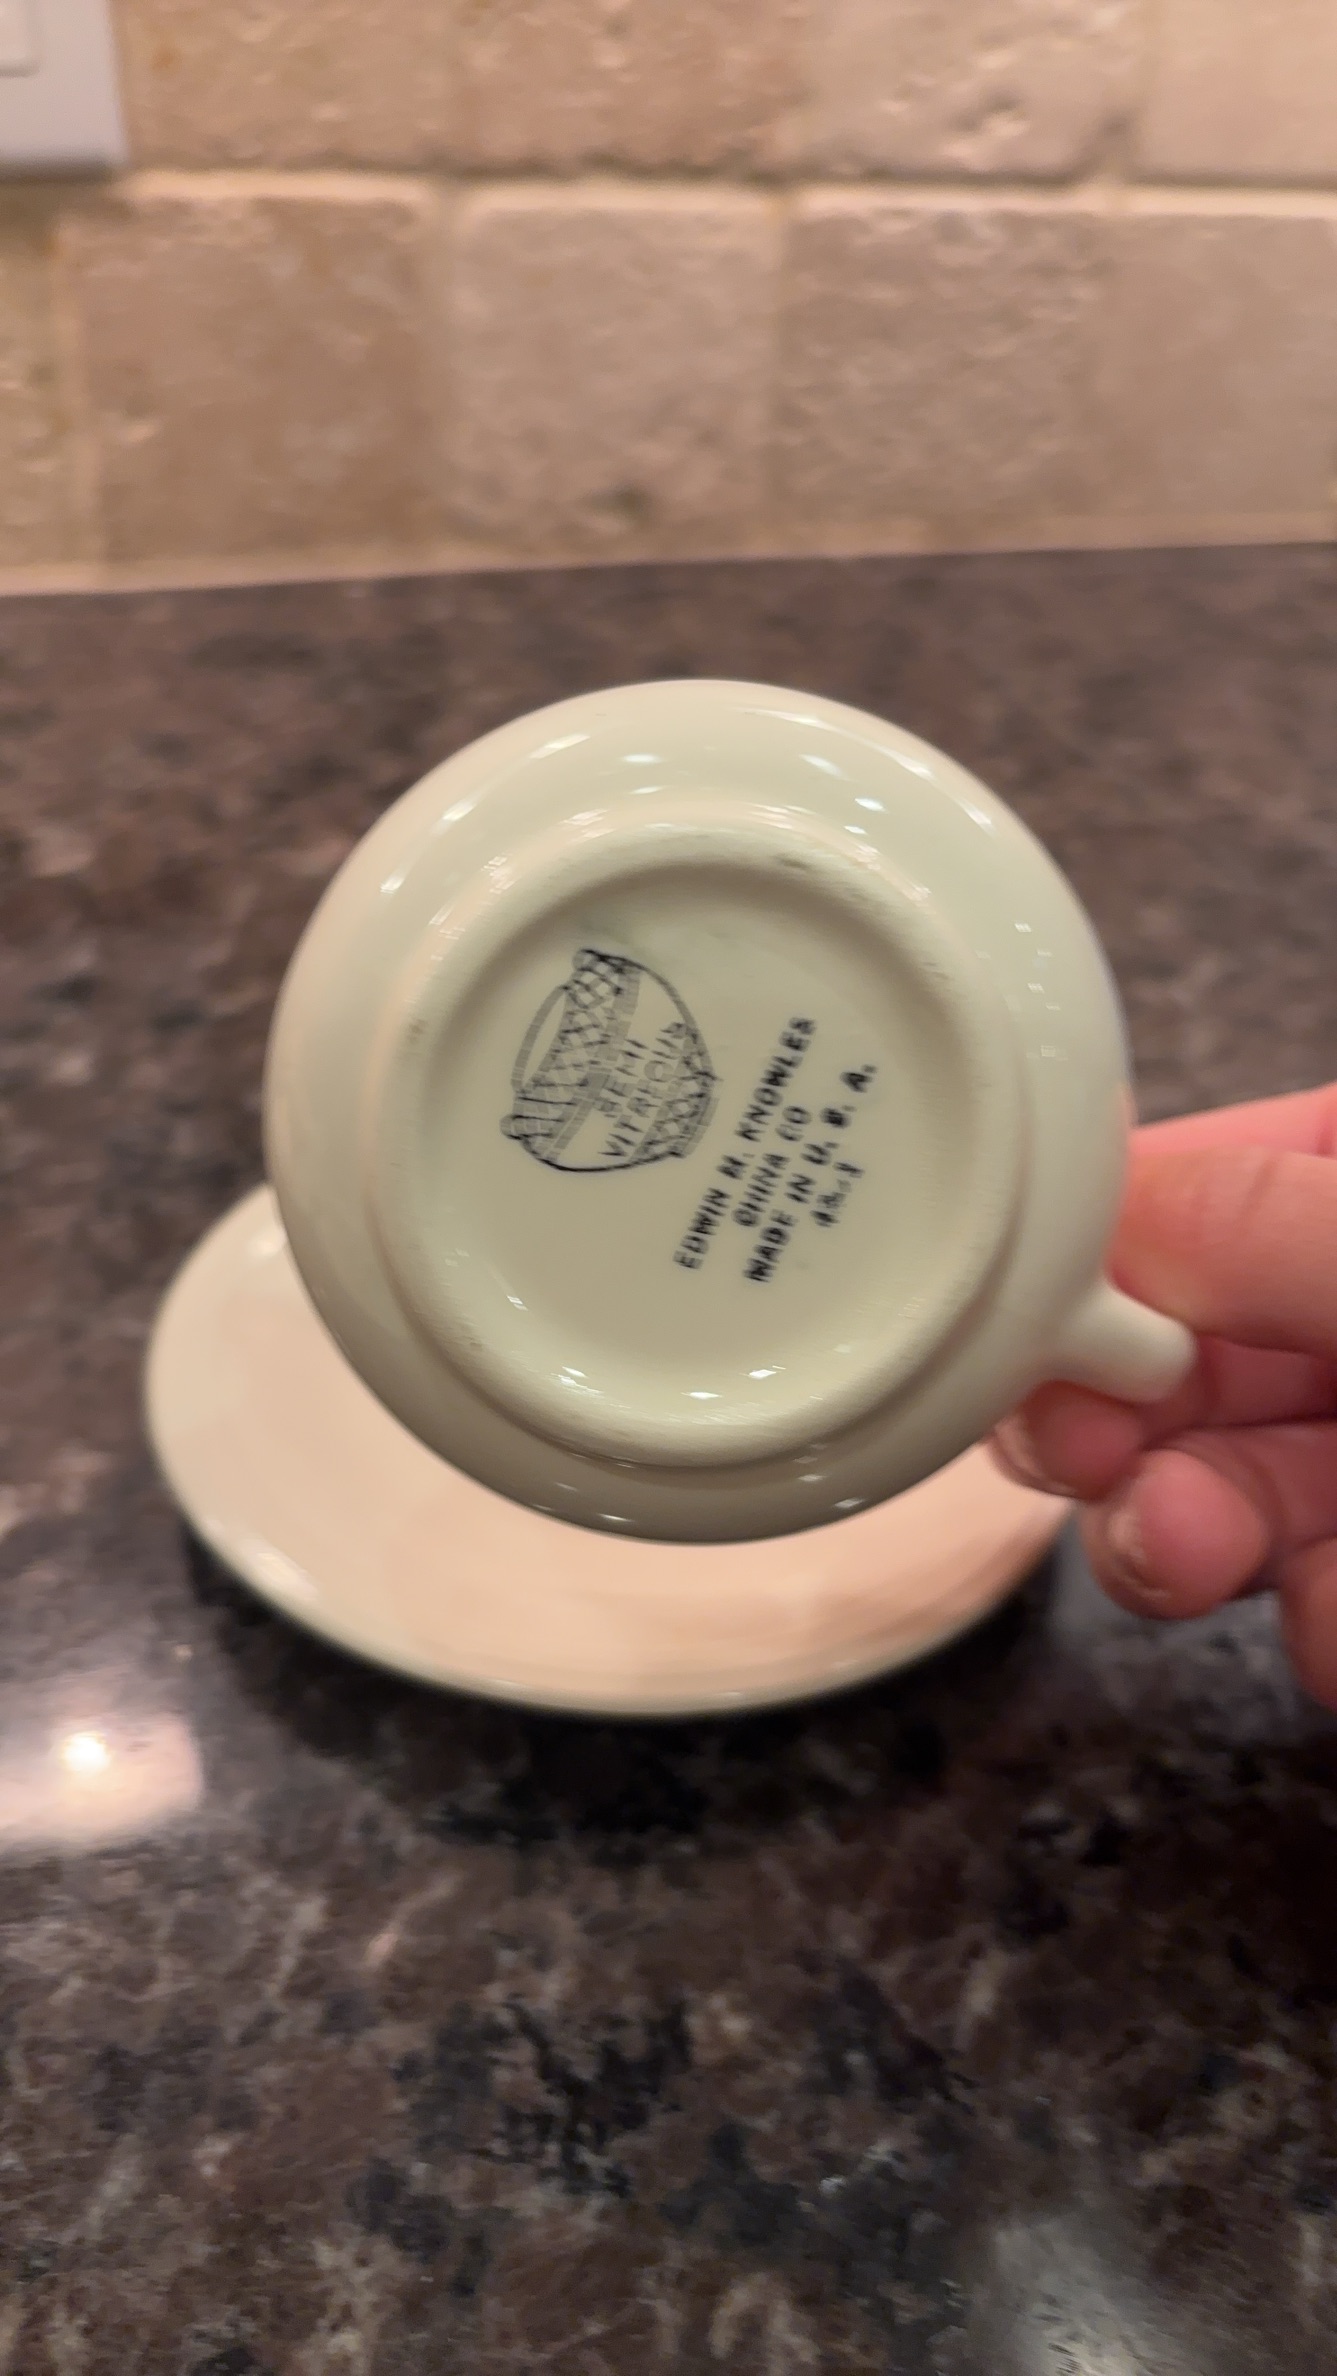 SEMI
VITREOUS
EDWIN M. KNOWLES
CHINA CO
MADE IN U. S. A.